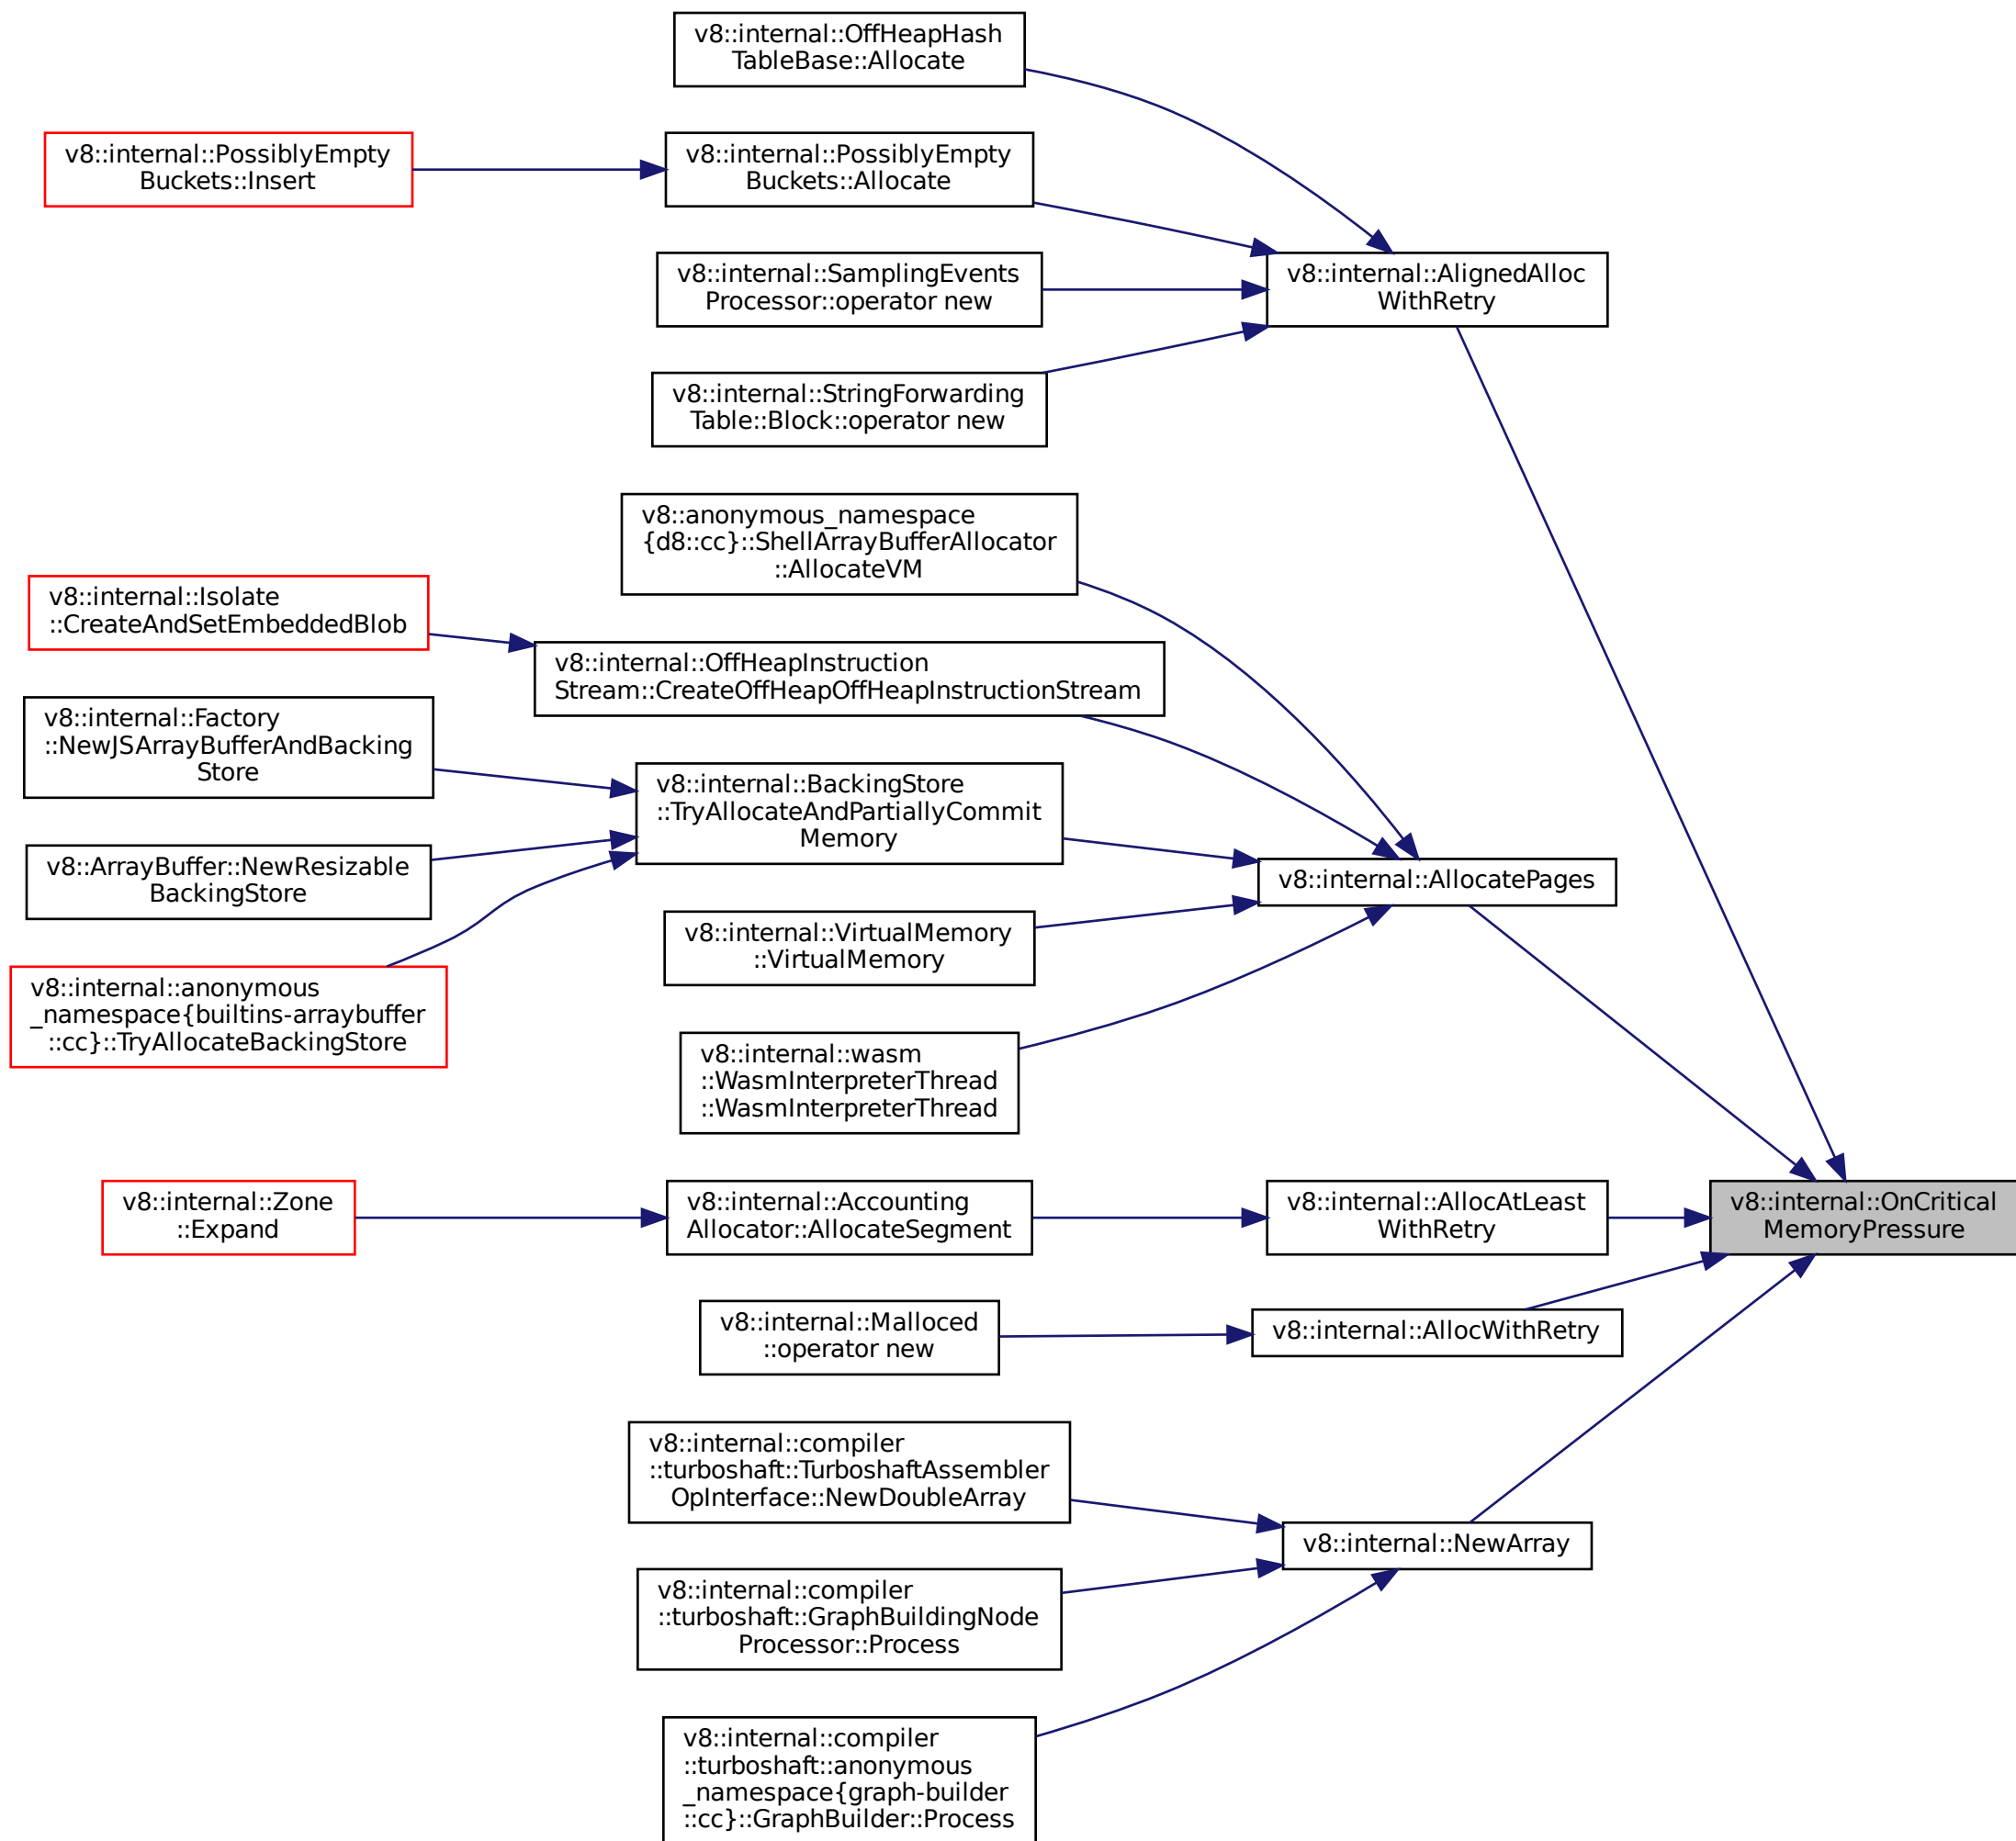 v8::internal::OffHeapHash
TableBase::Allocate
v8::internal::PossiblyEmpty
Buckets::Insert
v8::internal::PossiblyEmpty
Buckets::Allocate
v8::internal::SamplingEvents
Processor::operator new
v8::internal::AlignedAlloc
WithRetry
v8::internal::StringForwarding
Table::Block::operator new
v8::anonymous_namespace
{d8::cc}::ShellArrayBufferAllocator
::AllocateVM
v8::internal::Isolate
::CreateAndSetEmbeddedBlob
v8::internal::OffHeapInstruction
Stream::CreateOffHeapOffHeapInstructionStream
v8::internal::Factory
::NewJSArrayBufferAndBacking
Store
v8::internal::BackingStore
::TryAllocateAndPartiallyCommit
Memory
v8::ArrayBuffer::NewResizable
BackingStore
v8::internal::AllocatePages
v8::internal::VirtualMemory
::VirtualMemory
v8::internal::anonymous
_namespace{builtins-arraybuffer
::cc}::TryAllocateBackingStore
v8::internal::wasm
::WasmInterpreterThread
::WasmInterpreterThread
v8::internal::Zone
::Expand
v8::internal::Accounting
Allocator::AllocateSegment
v8::internal::AllocAtLeast
WithRetry
v8::internal::OnCritical
MemoryPressure
v8::internal::Malloced
::operator new
v8::internal::AllocWithRetry
v8::internal::compiler
::turboshaft::TurboshaftAssembler
OpInterface::NewDoubleArray
v8::internal::NewArray
v8::internal::compiler
::turboshaft::GraphBuildingNode
Processor::Process
v8::internal::compiler
::turboshaft::anonymous
_namespace{graph-builder
::cc}::GraphBuilder::Process